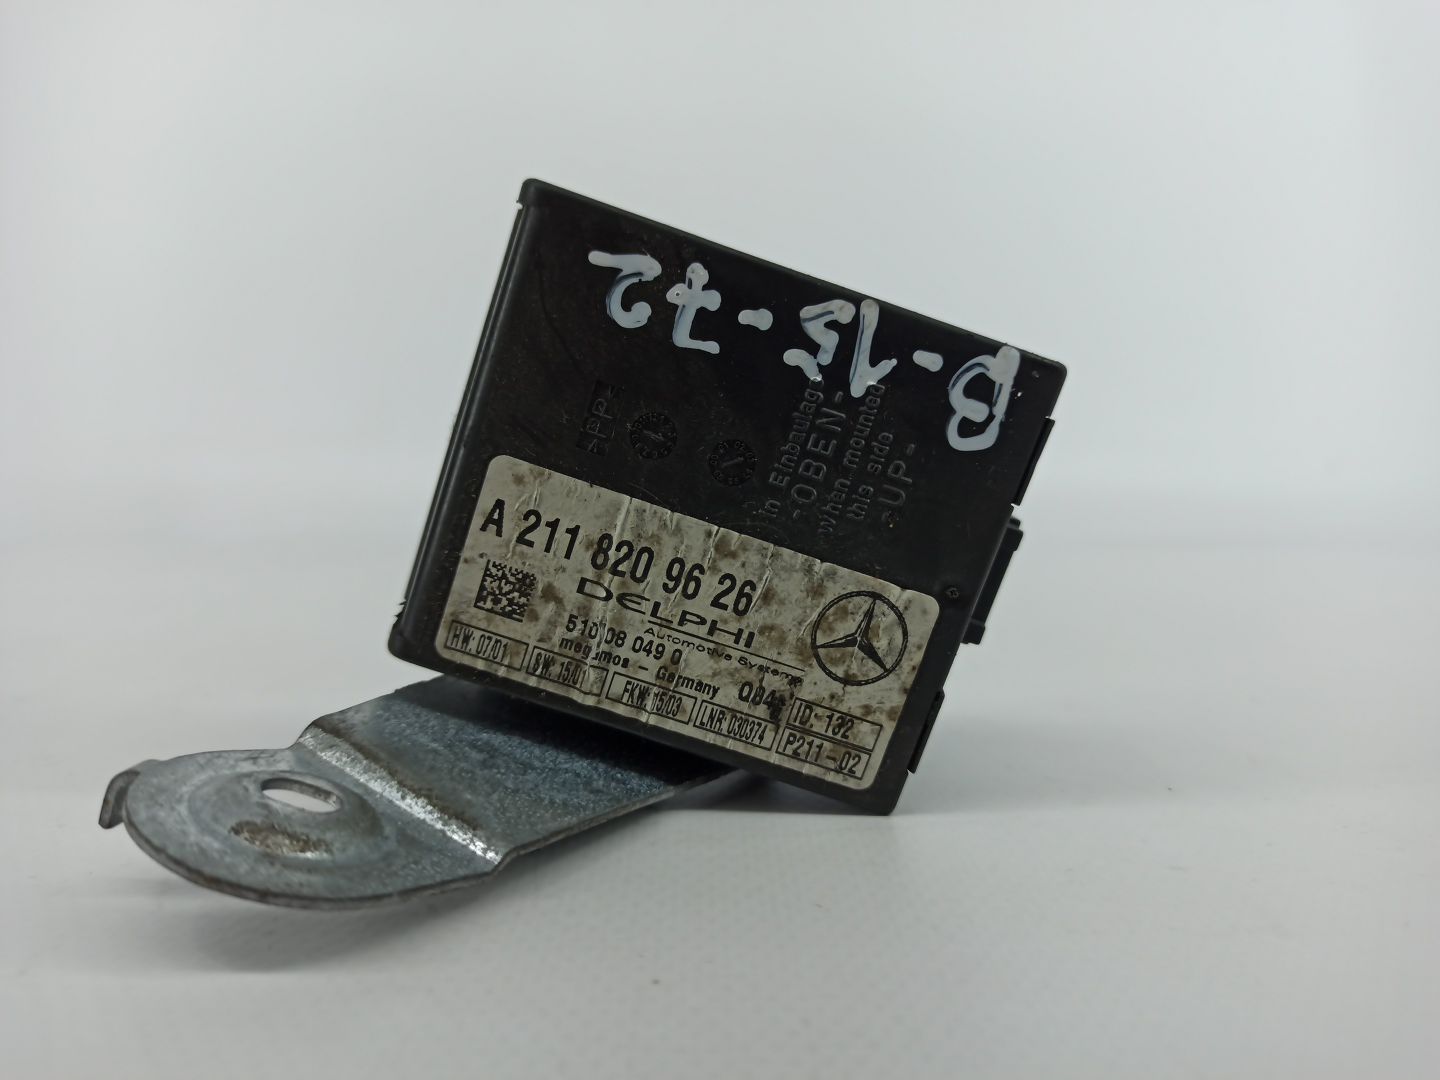 B-15-72
in Einbaulage
-OBEN-
when mounted
this side
-UP-
A 211 820 96 26
DELPHI
Automotive Systems
510 08 049 0
megamos - Germany
HW: 07/01
SW: 15/01
FKW: 15/03
LNR: 030374
ID: 132
P211-02